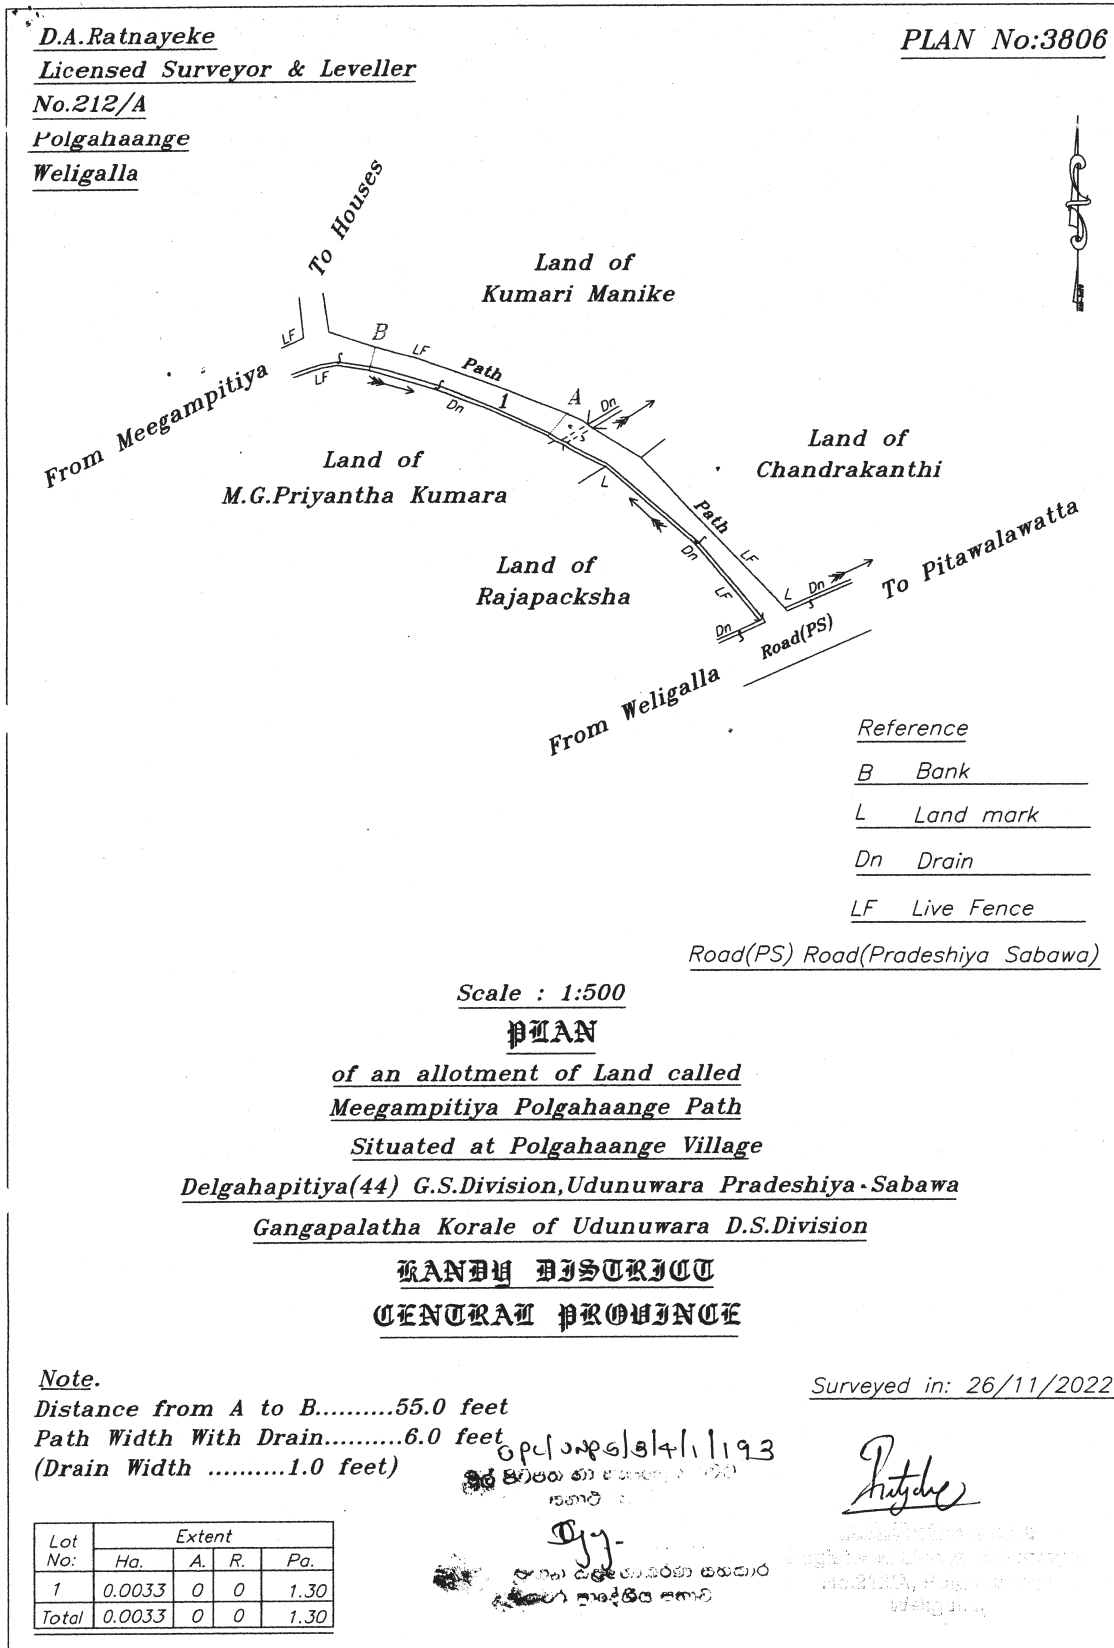 D.A.Ratnayeke
Licensed Surveyor & Leveller
No.212/A
Polgahaange
Weligalla
PLAN No:3806
To Houses
Land of
Kumari Manike
LF
B
LF
Path
A
Dn
LF
Dn
1
From Meegampitiya
Land of
M.G.Priyantha Kumara
L
Land of
Chandrakanthi
Path
Dn
LF
Land of
Rajapacksha
LF
L
Dn
To Pitawalawatta
Dn
Road(PS)
From Weligalla
Reference
B Bank
L Land mark
Dn Drain
LF Live Fence
Road(PS) Road(Pradeshiya Sabawa)
Scale : 1:500
PLAN
of an allotment of Land called
Meegampitiya Polgahaange Path
Situated at Polgahaange Village
Delgahapitiya(44) G.S.Division,Udunuwara Pradeshiya-Sabawa
Gangapalatha Korale of Udunuwara D.S.Division
KANDY DISTRICT
CENTRAL PROVINCE
Note.
Distance from A to B..........55.0 feet
Path Width With Drain..........6.0 feet
(Drain Width ..........1.0 feet)
Surveyed in: 26/11/2022
Lot No: Extent
Ha. A. R. Pa.
1 0.0033 0 0 1.30
Total 0.0033 0 0 1.30